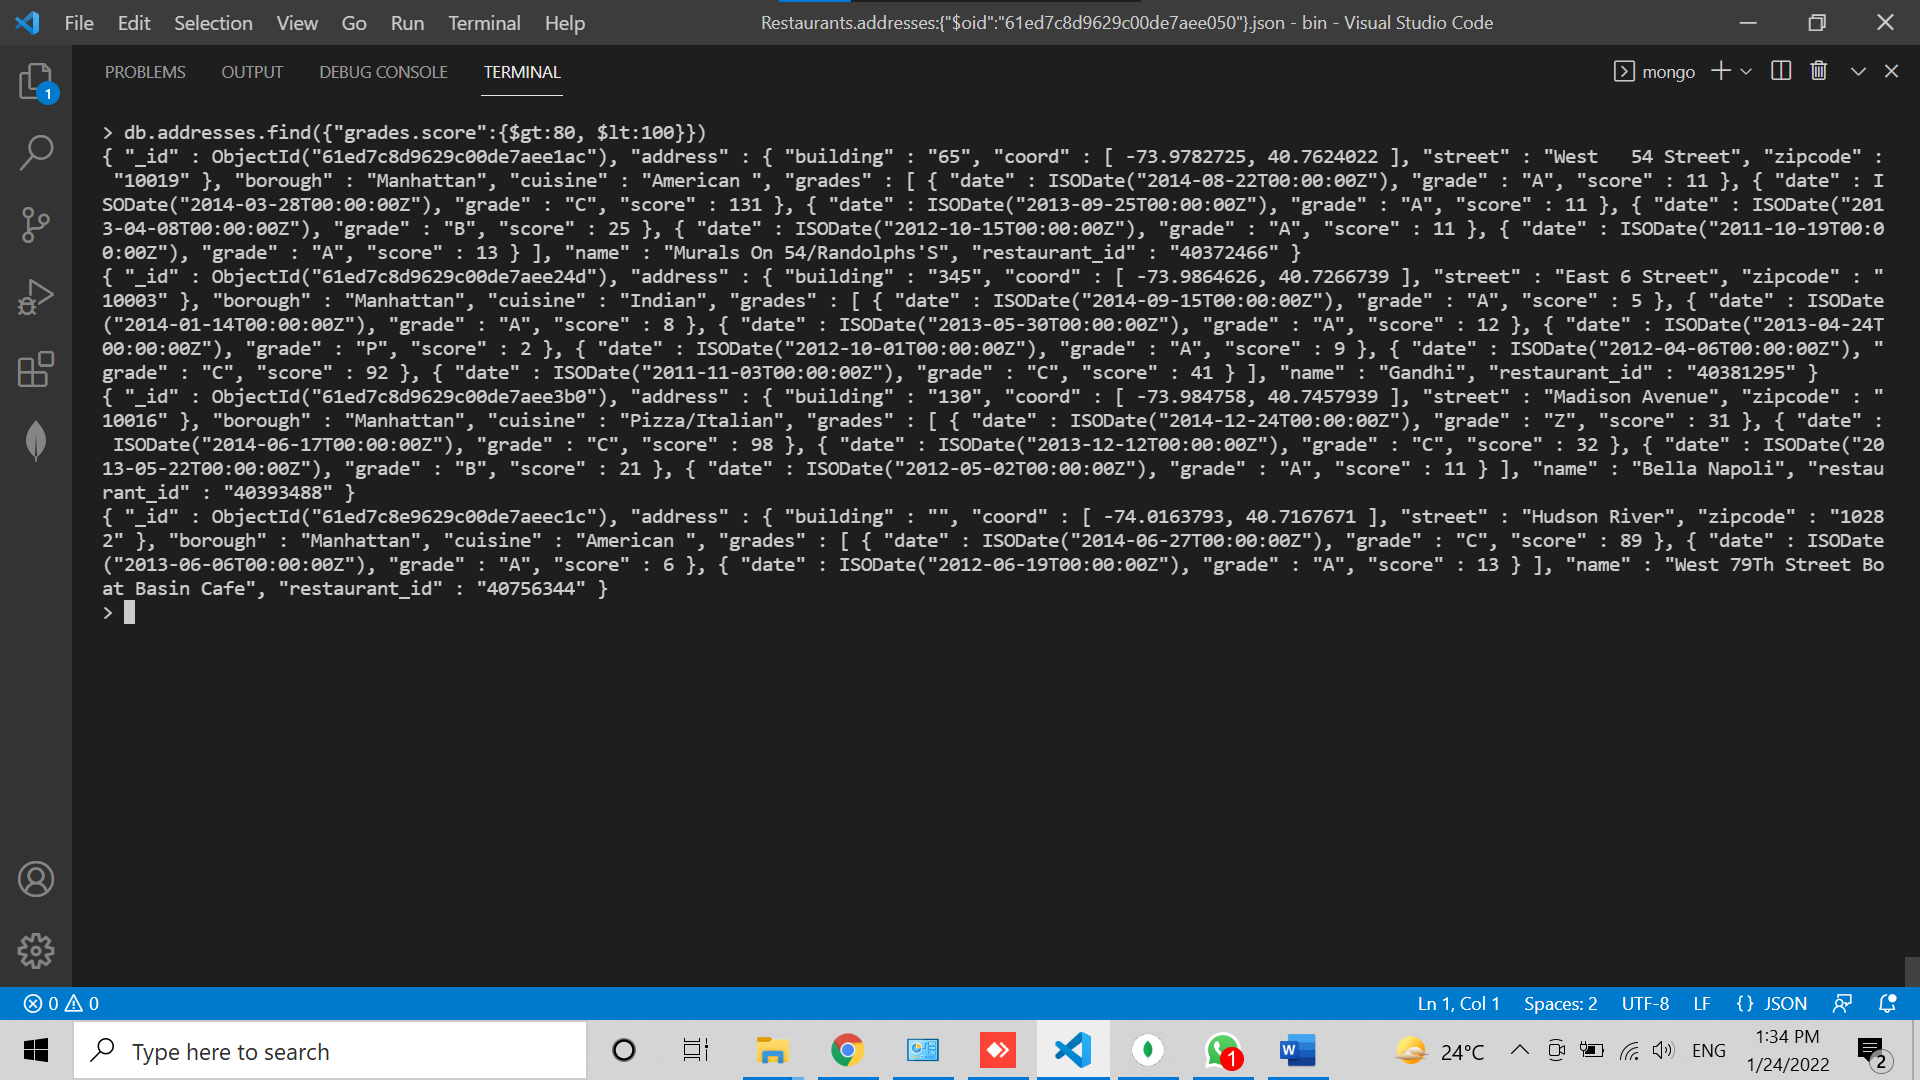 File Edit Selection View Go Run Terminal Help Restaurants.addresses:{"$oid":"61ed7c8d9629c00de7aee050"}.json - bin - Visual Studio Code
1
PROBLEMS OUTPUT DEBUG CONSOLE TERMINAL mongo
> db.addresses.find({"grades.score":{$gt:80, $lt:100}})
{ "_id" : ObjectId("61ed7c8d9629c00de7aee1ac"), "address" : { "building" : "65", "coord" : [ -73.9782725, 40.7624022 ], "street" : "West   54 Street", "zipcode" :
 "10019" }, "borough" : "Manhattan", "cuisine" : "American ", "grades" : [ { "date" : ISODate("2014-08-22T00:00:00Z"), "grade" : "A", "score" : 11 }, { "date" : I
SODate("2014-03-28T00:00:00Z"), "grade" : "C", "score" : 131 }, { "date" : ISODate("2013-09-25T00:00:00Z"), "grade" : "A", "score" : 11 }, { "date" : ISODate("201
3-04-08T00:00:00Z"), "grade" : "B", "score" : 25 }, { "date" : ISODate("2012-10-15T00:00:00Z"), "grade" : "A", "score" : 11 }, { "date" : ISODate("2011-10-19T00:0
0:00Z"), "grade" : "A", "score" : 13 } ], "name" : "Murals On 54/Randolphs'S", "restaurant_id" : "40372466" }
{ "_id" : ObjectId("61ed7c8d9629c00de7aee24d"), "address" : { "building" : "345", "coord" : [ -73.9864626, 40.7266739 ], "street" : "East 6 Street", "zipcode" : "
10003" }, "borough" : "Manhattan", "cuisine" : "Indian", "grades" : [ { "date" : ISODate("2014-09-15T00:00:00Z"), "grade" : "A", "score" : 5 }, { "date" : ISODate
("2014-01-14T00:00:00Z"), "grade" : "A", "score" : 8 }, { "date" : ISODate("2013-05-30T00:00:00Z"), "grade" : "A", "score" : 12 }, { "date" : ISODate("2013-04-24T
00:00:00Z"), "grade" : "P", "score" : 2 }, { "date" : ISODate("2012-10-01T00:00:00Z"), "grade" : "A", "score" : 9 }, { "date" : ISODate("2012-04-06T00:00:00Z"), "
grade" : "C", "score" : 92 }, { "date" : ISODate("2011-11-03T00:00:00Z"), "grade" : "C", "score" : 41 } ], "name" : "Gandhi", "restaurant_id" : "40381295" }
{ "_id" : ObjectId("61ed7c8d9629c00de7aee3b0"), "address" : { "building" : "130", "coord" : [ -73.984758, 40.7457939 ], "street" : "Madison Avenue", "zipcode" : "
10016" }, "borough" : "Manhattan", "cuisine" : "Pizza/Italian", "grades" : [ { "date" : ISODate("2014-12-24T00:00:00Z"), "grade" : "Z", "score" : 31 }, { "date" :
 ISODate("2014-06-17T00:00:00Z"), "grade" : "C", "score" : 98 }, { "date" : ISODate("2013-12-12T00:00:00Z"), "grade" : "C", "score" : 32 }, { "date" : ISODate("20
13-05-22T00:00:00Z"), "grade" : "B", "score" : 21 }, { "date" : ISODate("2012-05-02T00:00:00Z"), "grade" : "A", "score" : 11 } ], "name" : "Bella Napoli", "restau
rant_id" : "40393488" }
{ "_id" : ObjectId("61ed7c8e9629c00de7aeec1c"), "address" : { "building" : "", "coord" : [ -74.0163793, 40.7167671 ], "street" : "Hudson River", "zipcode" : "1028
2" }, "borough" : "Manhattan", "cuisine" : "American ", "grades" : [ { "date" : ISODate("2014-06-27T00:00:00Z"), "grade" : "C", "score" : 89 }, { "date" : ISODate
("2013-06-06T00:00:00Z"), "grade" : "A", "score" : 6 }, { "date" : ISODate("2012-06-19T00:00:00Z"), "grade" : "A", "score" : 13 } ], "name" : "West 79Th Street Bo
at Basin Cafe", "restaurant_id" : "40756344" }
>
0 0 Ln 1, Col 1 Spaces: 2 UTF-8 LF {} JSON
Type here to search 1 W 24°C ENG 1:34 PM
1/24/2022 2